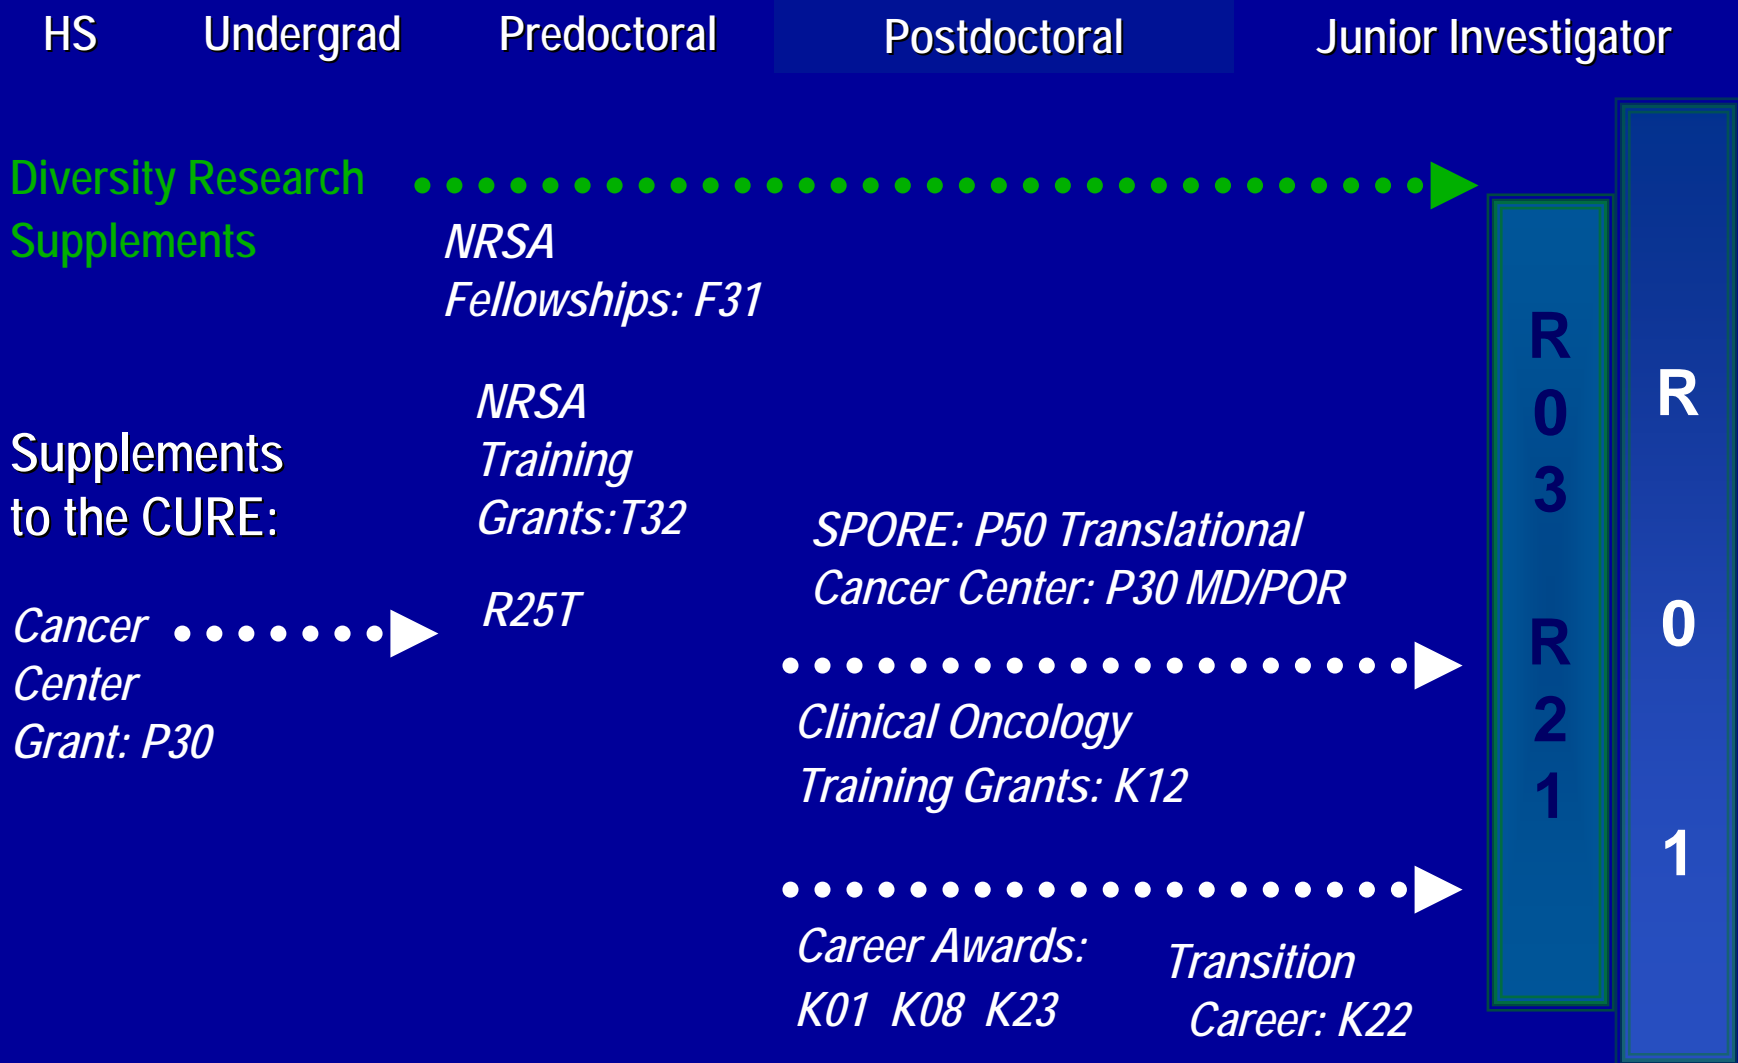 HS Undergrad Predoctoral Postdoctoral Junior Investigator
Diversity Research
Supplements
NRSA
Fellowships: F31
NRSA
Training
Grants:T32
R25T
Supplements
to the CURE:
Cancer
Center
Grant: P30
SPORE: P50 Translational
Cancer Center: P30 MD/POR
Clinical Oncology
Training Grants: K12
Career Awards:
K01 K08 K23
Transition
Career: K22
R
0
3
R
2
1
R
0
1